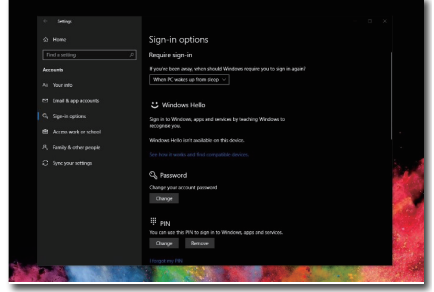 Settings
Home
Find a setting
Accounts
Your info
Email & app accounts
Sign-in options
Access work or school
Family & other people
Sync your settings
Sign-in options
Require sign-in
If you've been away, when should Windows require you to sign in again?
When PC wakes up from sleep
Windows Hello
Sign in to Windows, apps and services by teaching Windows to
recognise you.
Windows Hello isn't available on this device.
See how it works and find compatible devices.
Password
Change your account password
Change
PIN
You can use this PIN to sign in to Windows, apps and services.
Change Remove
I forgot my PIN